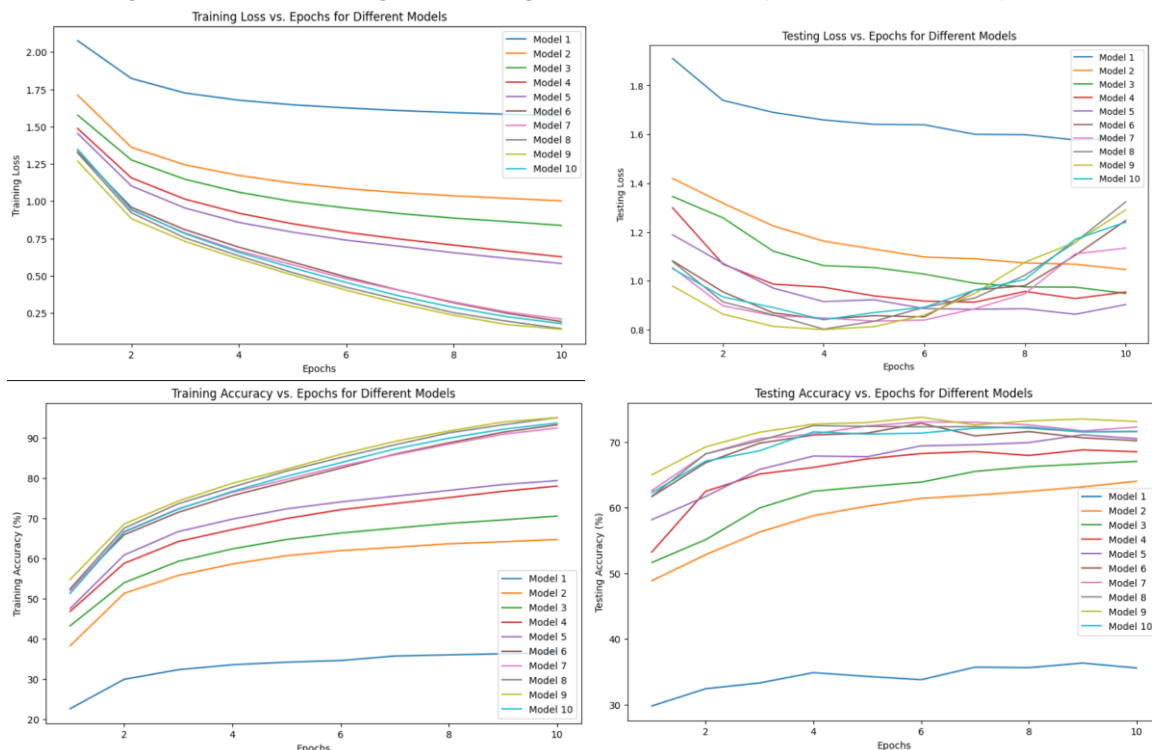 Training Loss vs. Epochs for Different Models
2.00
1.75
1.50
1.25
1.00
0.75
0.50
0.25
Training Loss
2
4
6
8
10
Epochs
Model 1
Model 2
Model 3
Model 4
Model 5
Model 6
Model 7
Model 8
Model 9
Model 10
Testing Loss vs. Epochs for Different Models
1.8
1.6
1.4
1.2
1.0
0.8
Testing Loss
2
4
6
8
10
Epochs
Model 1
Model 2
Model 3
Model 4
Model 5
Model 6
Model 7
Model 8
Model 9
Model 10
Training Accuracy vs. Epochs for Different Models
90
80
70
60
50
40
30
20
Training Accuracy (%)
2
4
6
8
10
Epochs
Model 1
Model 2
Model 3
Model 4
Model 5
Model 6
Model 7
Model 8
Model 9
Model 10
Testing Accuracy vs. Epochs for Different Models
70
60
50
40
30
Testing Accuracy (%)
2
4
6
8
10
Epochs
Model 1
Model 2
Model 3
Model 4
Model 5
Model 6
Model 7
Model 8
Model 9
Model 10